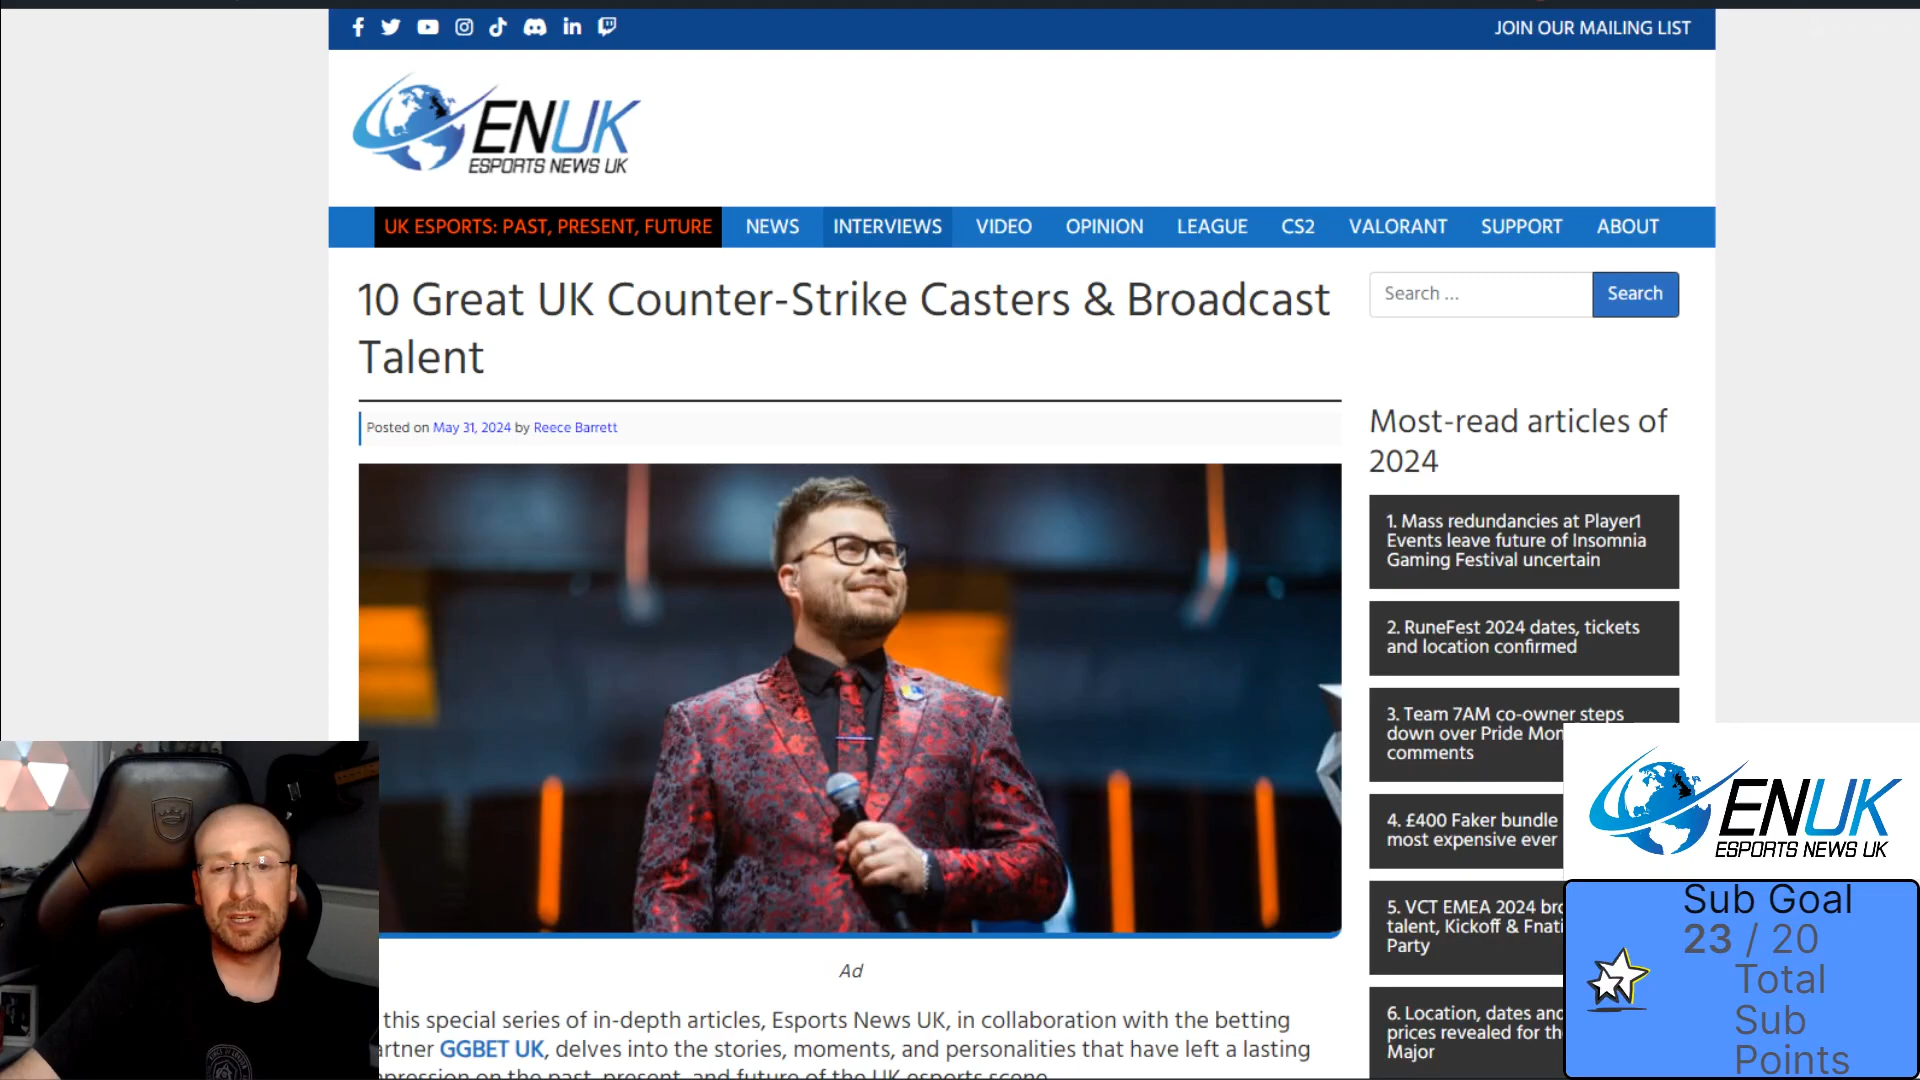 JOIN OUR MAILING LIST
ENUK
ESPORTS NEWS UK
UK ESPORTS: PAST, PRESENT, FUTURE
NEWS
INTERVIEWS
VIDEO
OPINION
LEAGUE
CS2
VALORANT
SUPPORT
ABOUT
10 Great UK Counter-Strike Casters & Broadcast
Talent
Posted on May 31, 2024 by Reece Barrett
Search ...
Search
Most-read articles of
2024
1. Mass redundancies at Player1
Events leave future of Insomnia
Gaming Festival uncertain
2. RuneFest 2024 dates, tickets
and location confirmed
3. Team 7AM co-owner steps
down over Pride Mon
comments
4. £400 Faker bundle
most expensive ever
5. VCT EMEA 2024 bro
talent, Kickoff & Fnati
Party
6. Location, dates and
prices revealed for th
Major
Ad
this special series of in-depth articles, Esports News UK, in collaboration with the betting
artner GGBET UK, delves into the stories, moments, and personalities that have left a lasting
pression on the past, present, and future of the UK esports scene
ENUK
ESPORTS NEWS UK
Sub Goal
23 / 20
Total
Sub
Points